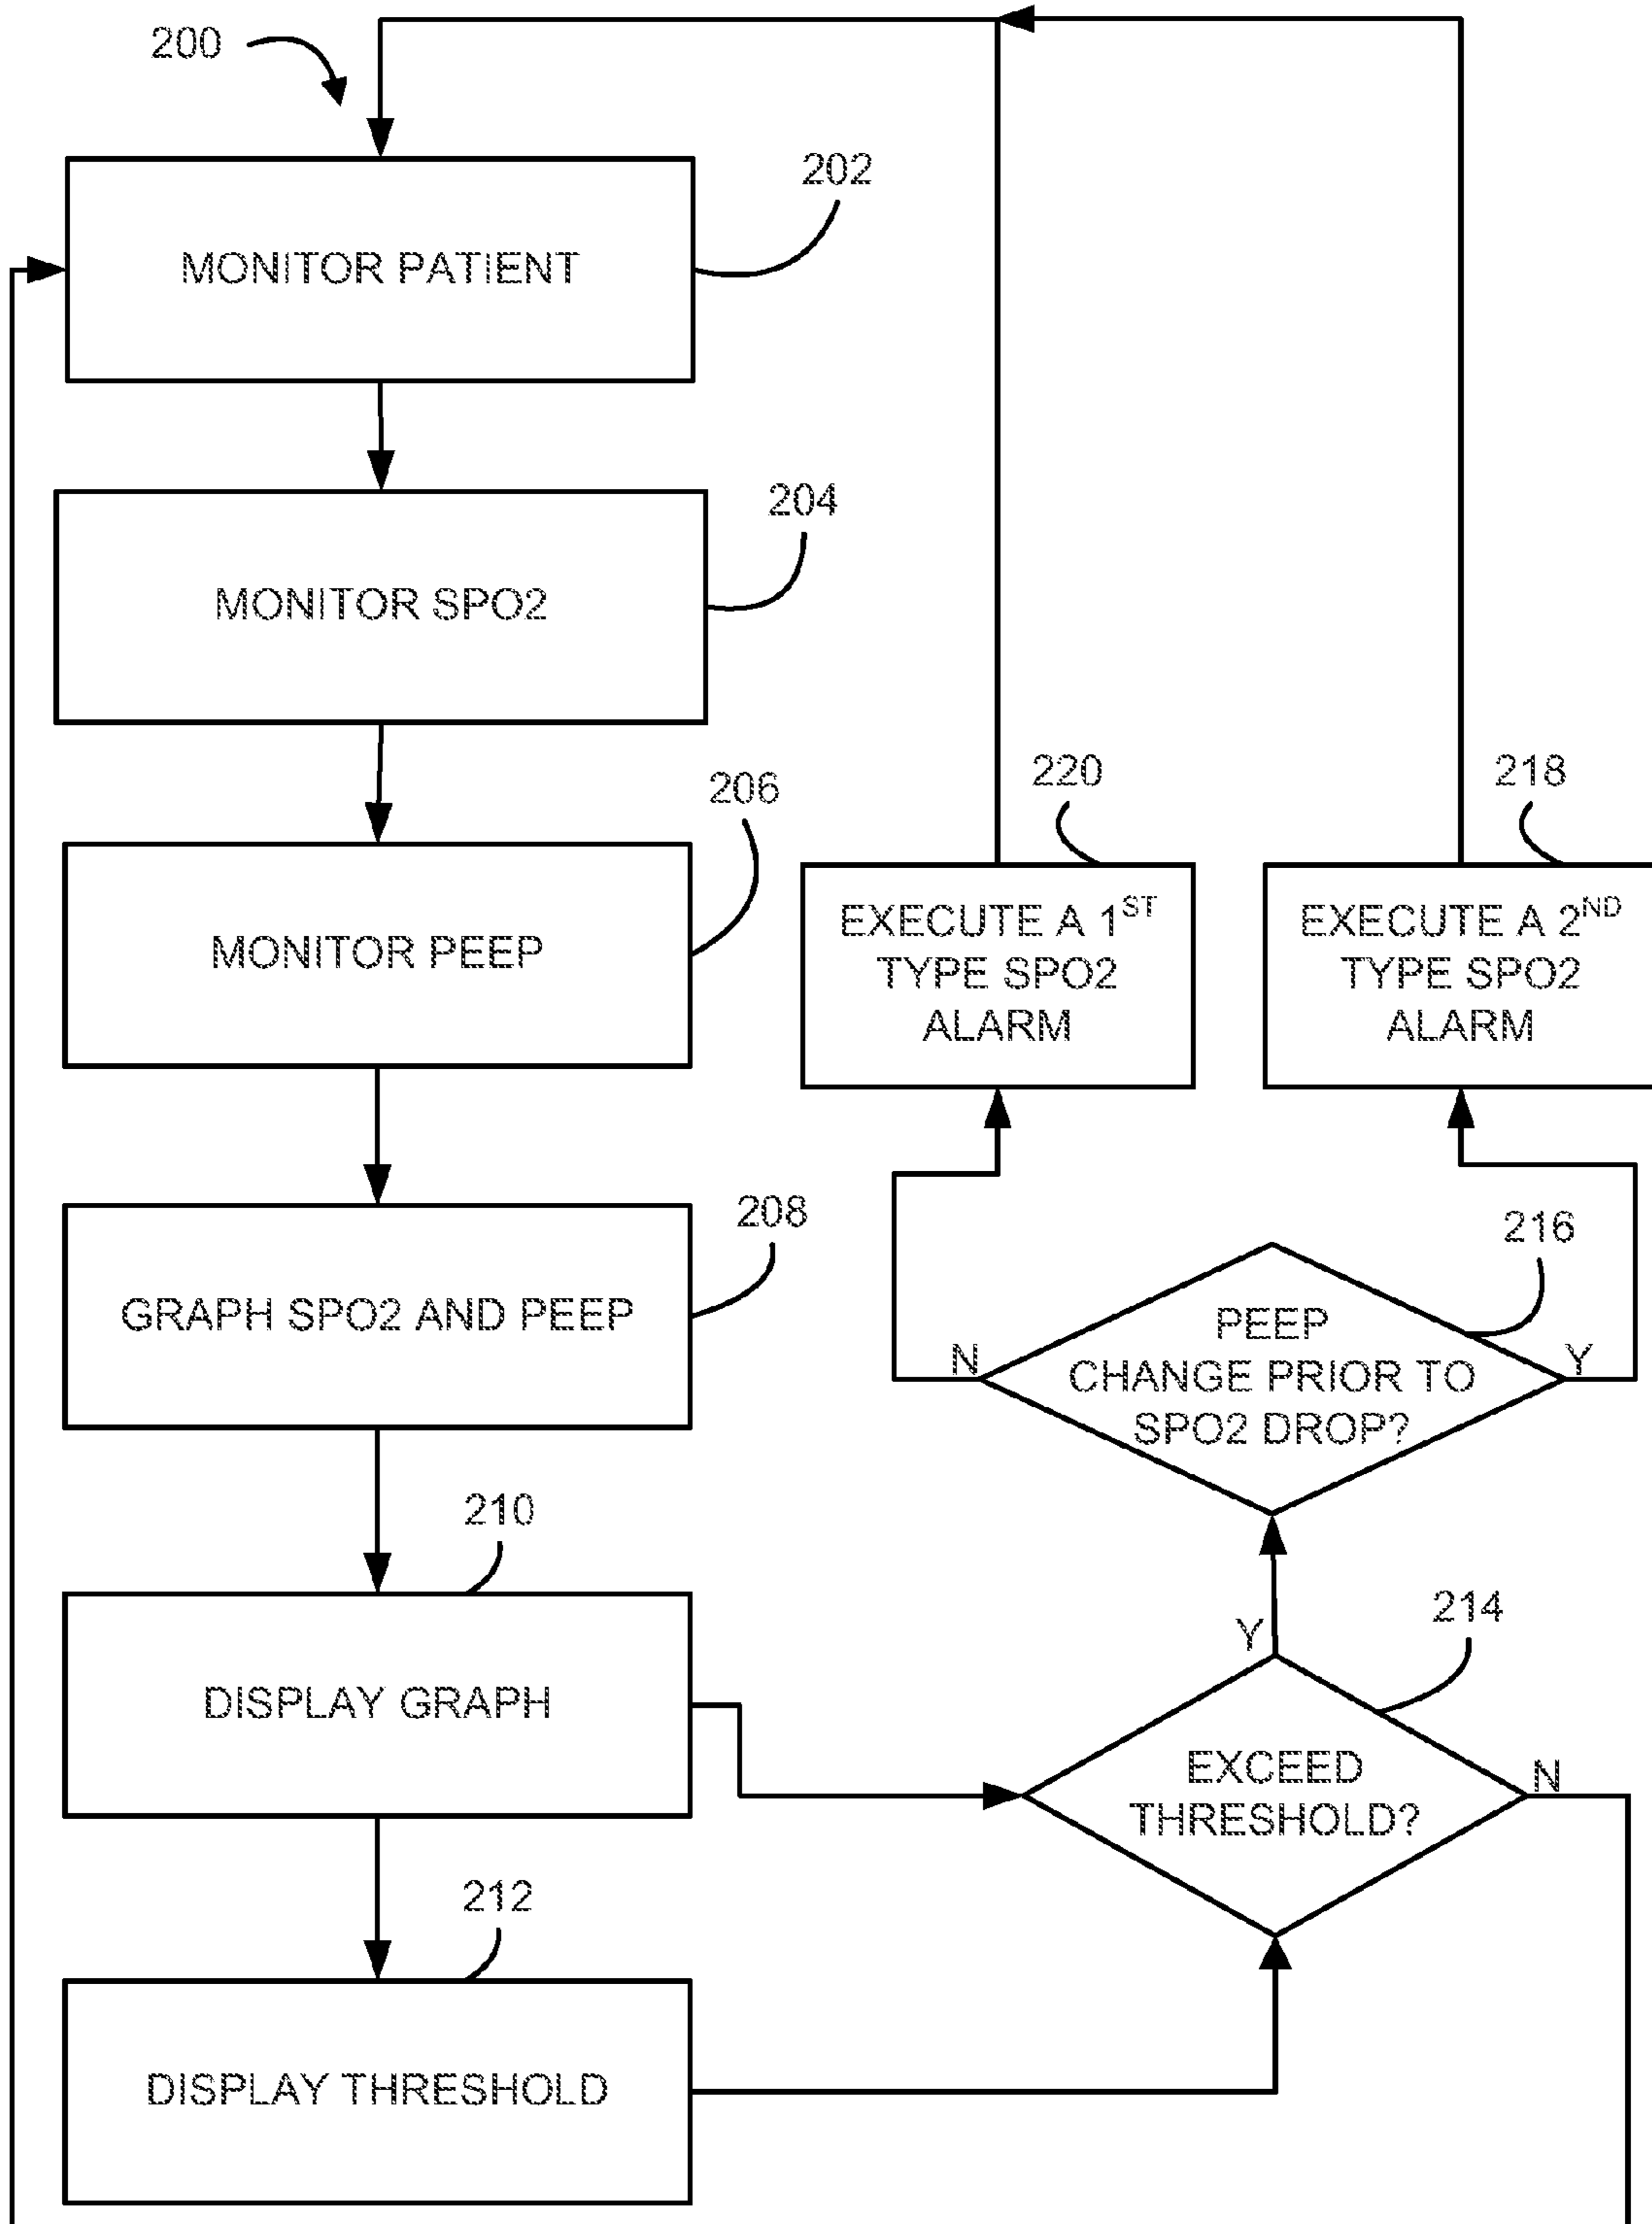 200
202
MONITOR PATIENT
204
MONITOR SPO2
206
MONITOR PEEP
208
GRAPH SPO2 AND PEEP
210
DISPLAY GRAPH
212
DISPLAY THRESHOLD
214
EXCEED
THRESHOLD?
Y
N
216
PEEP
CHANGE PRIOR TO
SPO2 DROP?
N
Y
220
EXECUTE A 1ST
TYPE SPO2
ALARM
218
EXECUTE A 2ND
TYPE SPO2
ALARM